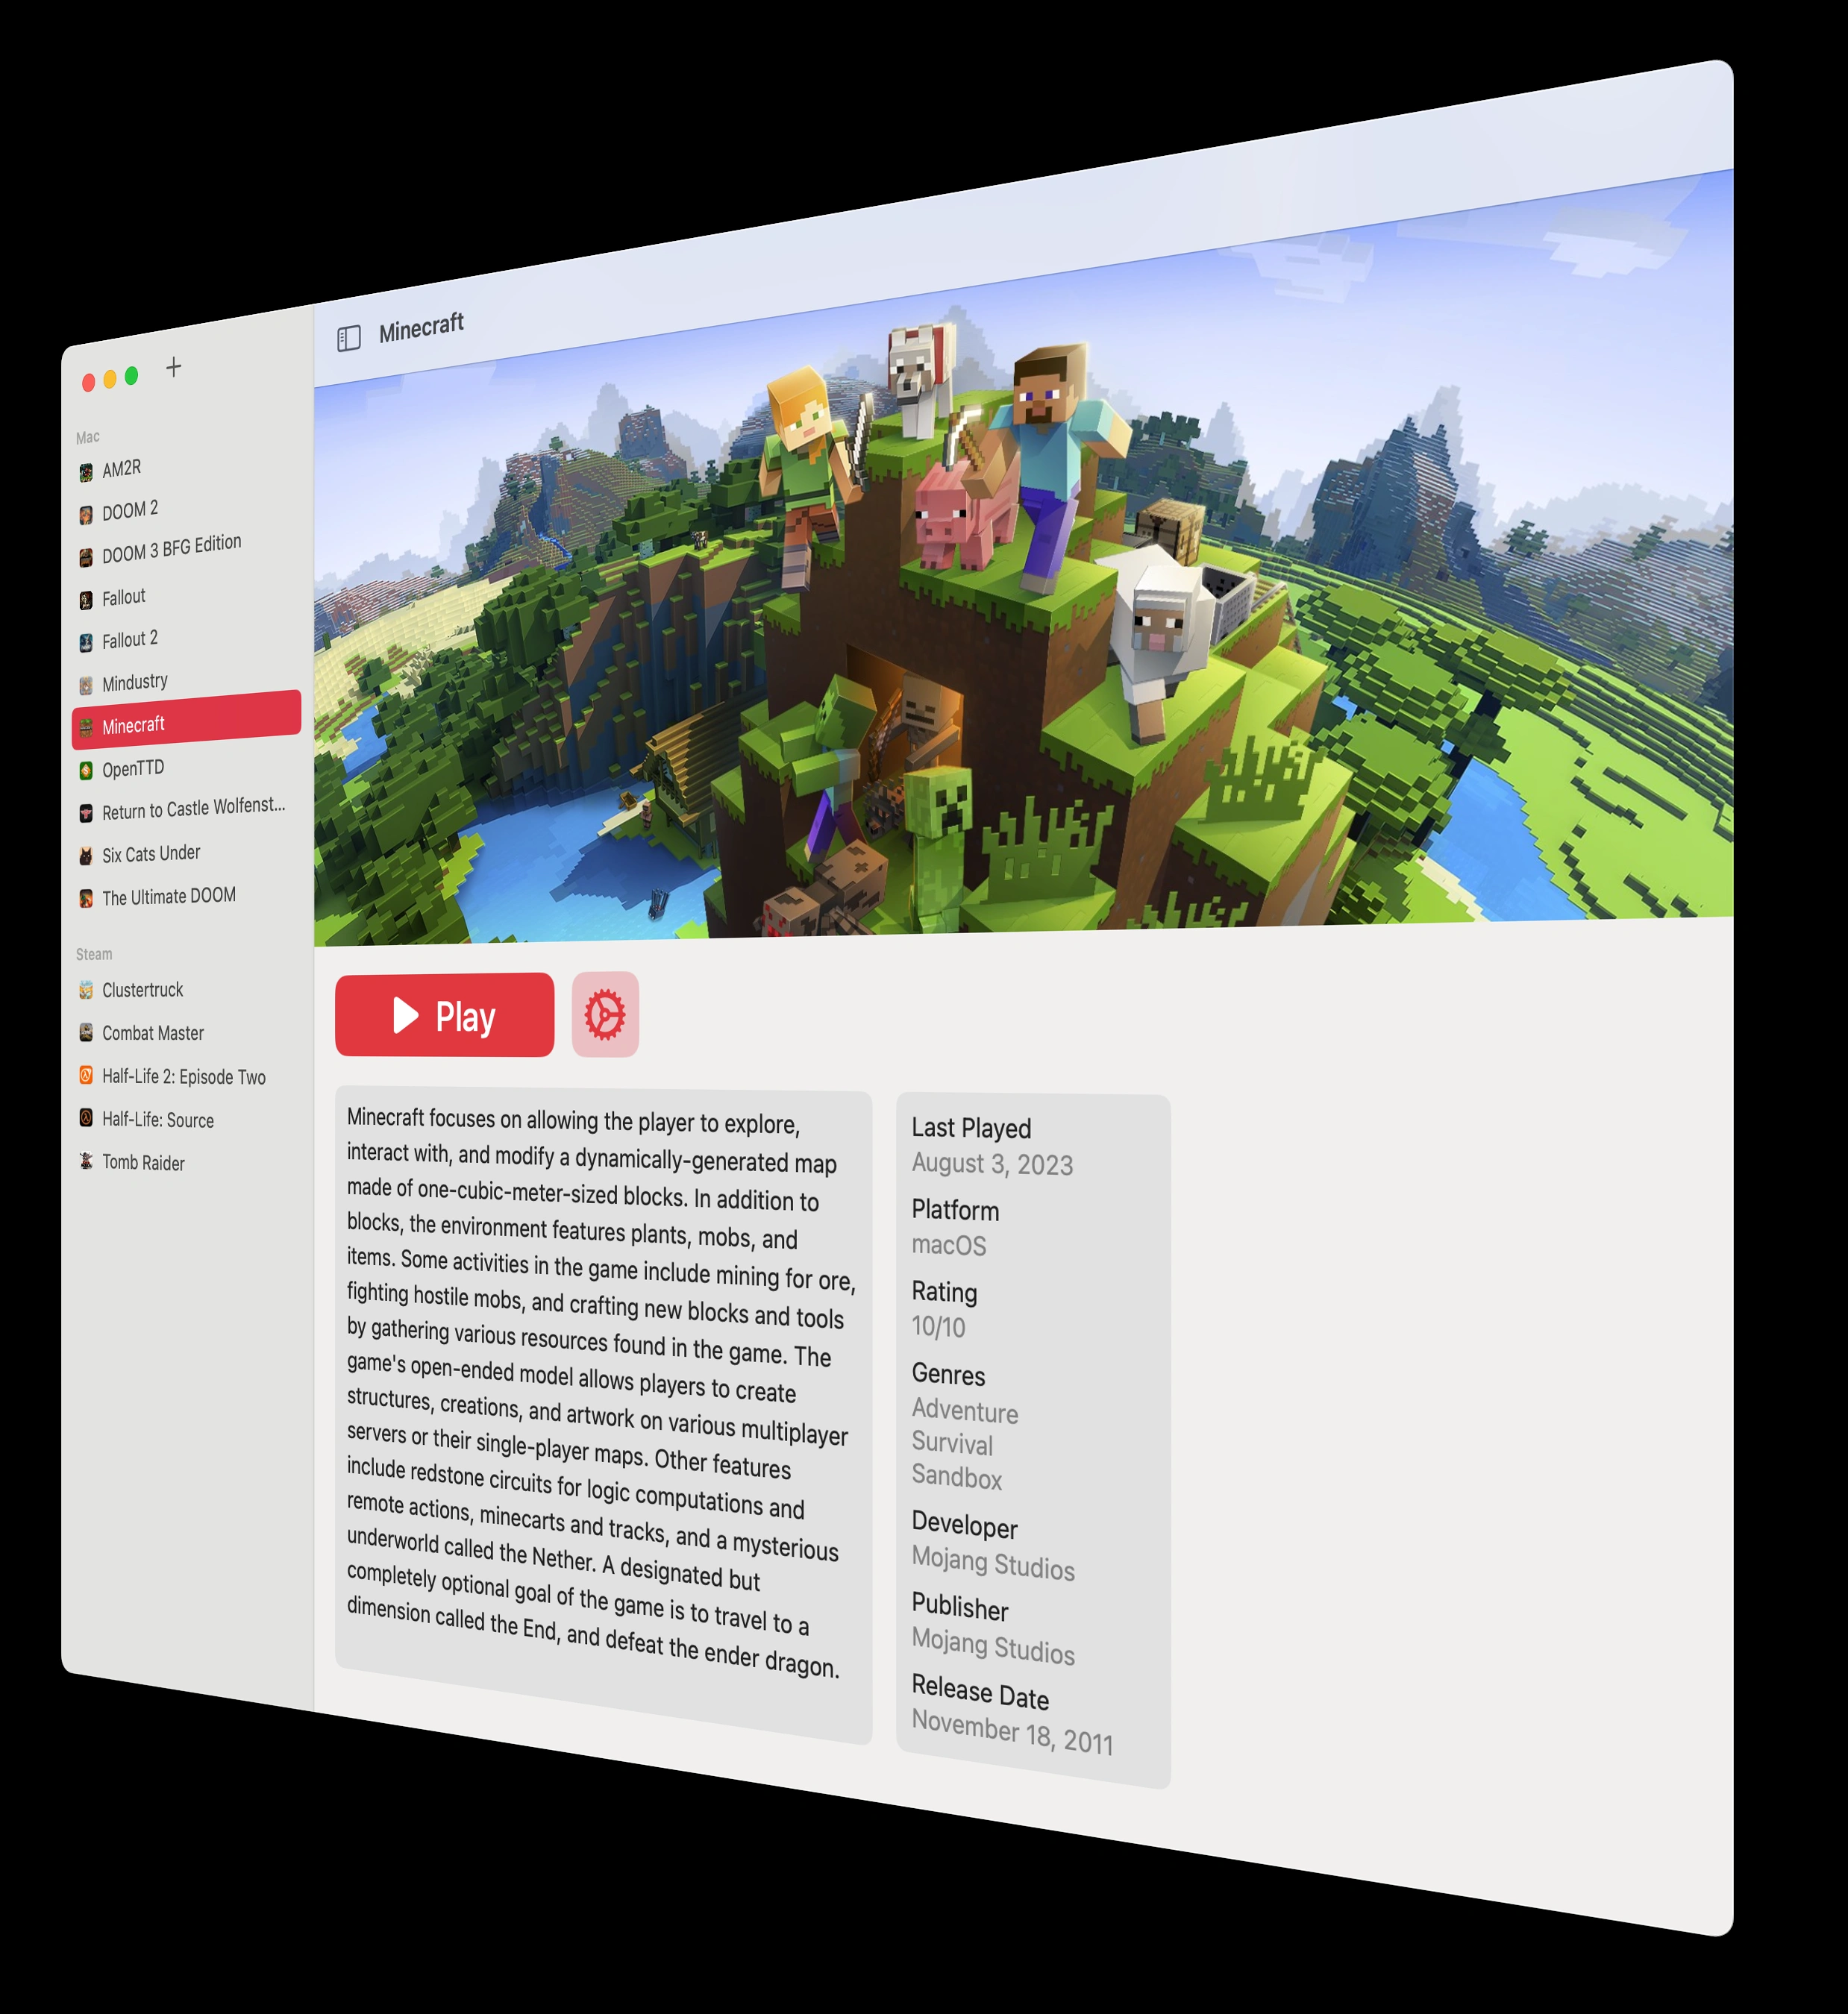 Minecraft
Mac
AM2R
DOOM 2
DOOM 3 BFG Edition
Fallout
Fallout 2
Mindustry
Minecraft
OpenTTD
Return to Castle Wolfenst...
Six Cats Under
The Ultimate DOOM
Steam
Clustertruck
Combat Master
Half-Life 2: Episode Two
Half-Life: Source
Tomb Raider
Play
Minecraft focuses on allowing the player to explore,
interact with, and modify a dynamically-generated map
made of one-cubic-meter-sized blocks. In addition to
blocks, the environment features plants, mobs, and
items. Some activities in the game include mining for ore,
fighting hostile mobs, and crafting new blocks and tools
by gathering various resources found in the game. The
game's open-ended model allows players to create
structures, creations, and artwork on various multiplayer
servers or their single-player maps. Other features
include redstone circuits for logic computations and
remote actions, minecarts and tracks, and a mysterious
underworld called the Nether. A designated but
completely optional goal of the game is to travel to a
dimension called the End, and defeat the ender dragon.
Last Played
August 3, 2023
Platform
macOS
Rating
10/10
Genres
Adventure
Survival
Sandbox
Developer
Mojang Studios
Publisher
Mojang Studios
Release Date
November 18, 2011